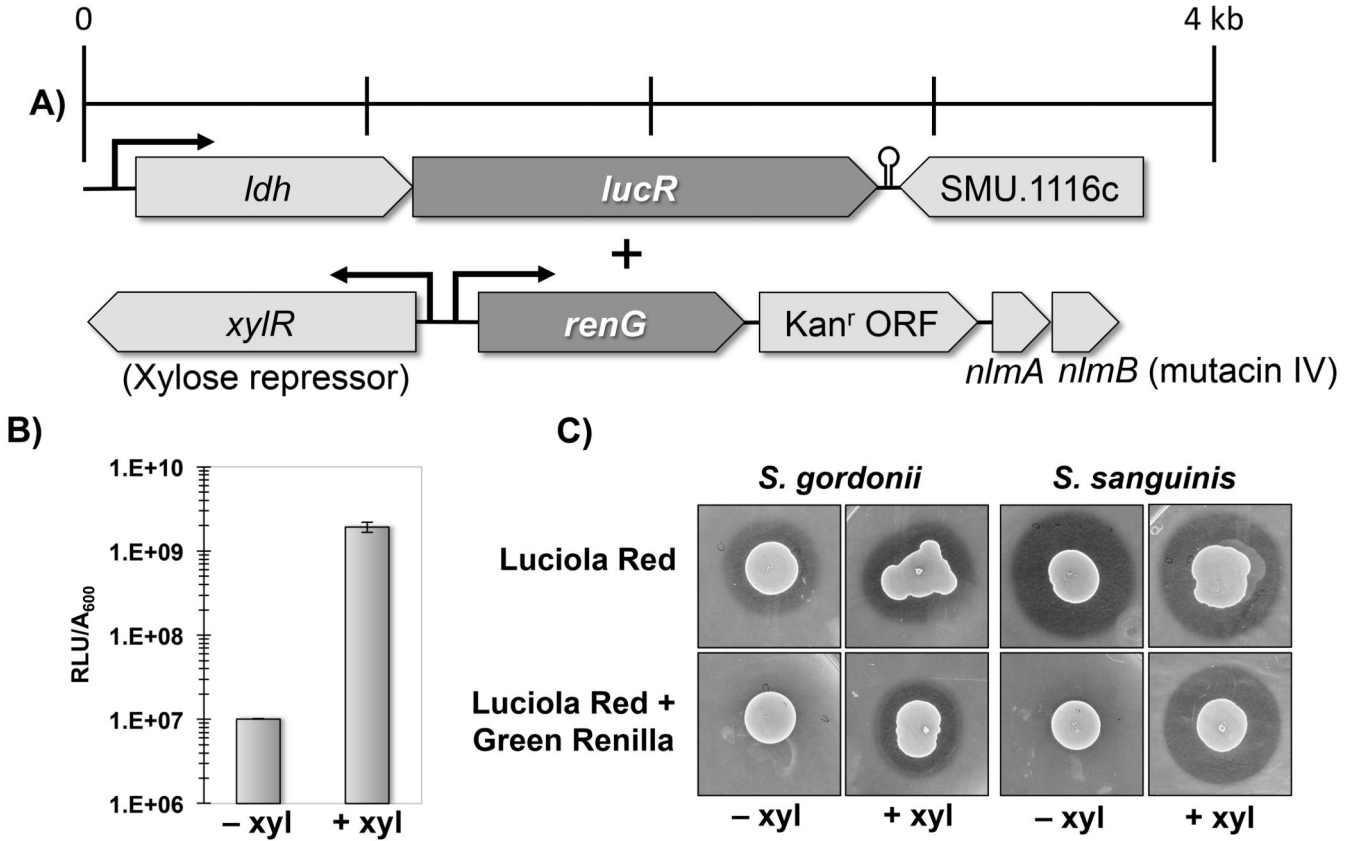 0 4 kb
A)
ldh lucR SMU.1116c
+
xylR renG Kanʳ ORF
(Xylose repressor) nlmA nlmB (mutacin IV)
B) C)
1.E+10
1.E+09
1.E+08
1.E+07
1.E+06
RLU/A₆₀₀
– xyl + xyl
S. gordonii S. sanguinis
Luciola Red
Luciola Red +
Green Renilla
– xyl + xyl – xyl + xyl